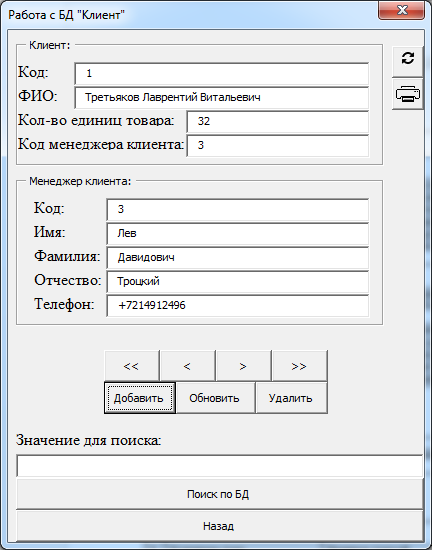 Работа с БД "Клиент"
Клиент:
Код: 1
ФИО: Третьяков Лаврентий Витальевич
Кол-во единиц товара: 32
Код менеджера клиента: 3
Менеджер клиента:
Код: 3
Имя: Лев
Фамилия: Давидович
Отчество: Троцкий
Телефон: +7214912496
<< < > >>
Добавить Обновить Удалить
Значение для поиска:
Поиск по БД
Назад